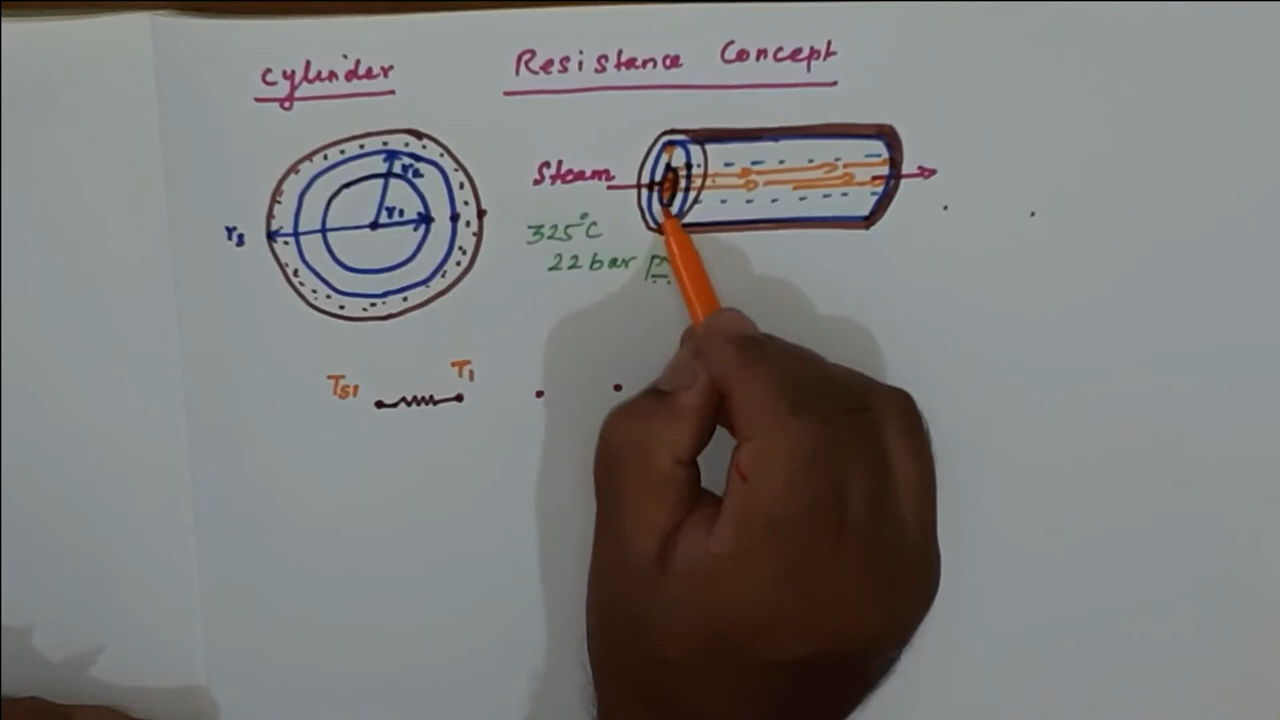 Cylinder
Resistance Concept
r2
r1
r3
Steam
325°C
22 bar
TS1
T1